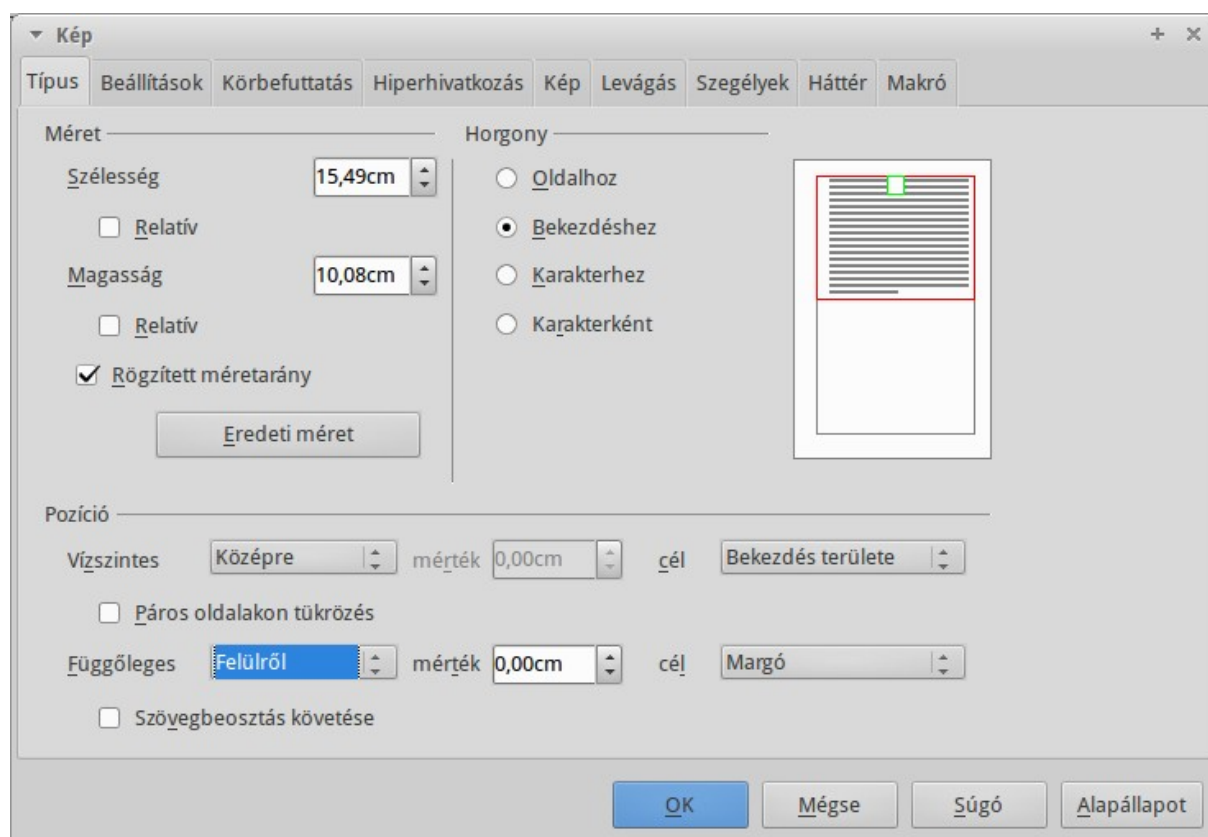 Kép
Típus Beállítások Körbefuttatás Hiperhivatkozás Kép Levágás Szegélyek Háttér Makró
Méret Horgony
Szélesség 15,49cm Oldalhoz
Relatív Bekezdéshez
Magasság 10,08cm Karakterhez
Relatív Karakterként
Rögzített méretarány
Eredeti méret
Pozíció
Vízszintes Középre mérték 0,00cm cél Bekezdés területe
Páros oldalakon tükrözés
Függőleges Felülről mérték 0,00cm cél Margó
Szövegbeosztás követése
OK Mégse Súgó Alapállapot